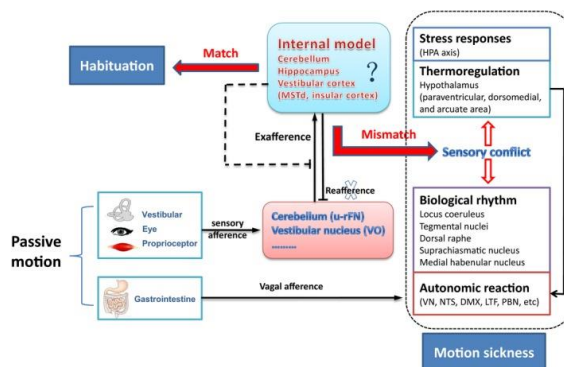 Internal model
Cerebellum
Hippocampus
Vestibular cortex
(MSTd, insular cortex)
?
Match
Habituation
Exafference
Mismatch
Reafference
Stress responses
(HPA axis)
Thermoregulation
Hypothalamus
(paraventricular, dorsomedial,
and arcuate area)
Sensory conflict
Passive
motion
Vestibular
Eye
Proprioceptor
sensory
afference
Cerebellum (u-rFN)
Vestibular nucleus (VO)
.........
Gastrointestine
Vagal afference
Biological rhythm
Locus coeruleus
Tegmental nuclei
Dorsal raphe
Suprachiasmatic nucleus
Medial habenular nucleus
Autonomic reaction
(VN, NTS, DMX, LTF, PBN, etc)
Motion sickness